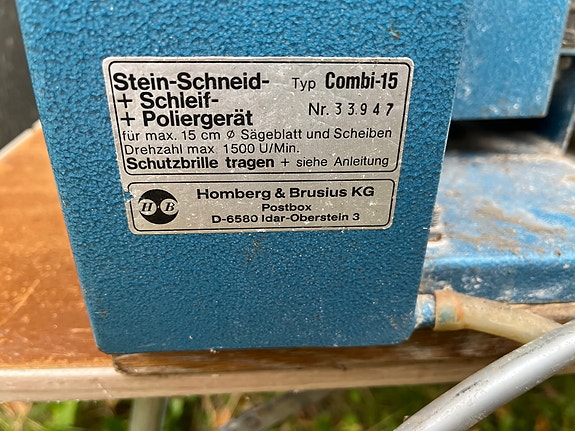 Stein-Schneid- Typ Combi-15
+ Schleif- Nr. 33947
+ Poliergerät
für max. 15 cm ⌀ Sägeblatt und Scheiben
Drehzahl max. 1500 U/Min.
Schutzbrille tragen + siehe Anleitung
H B Homberg & Brusius KG
Postbox
D-6580 Idar-Oberstein 3